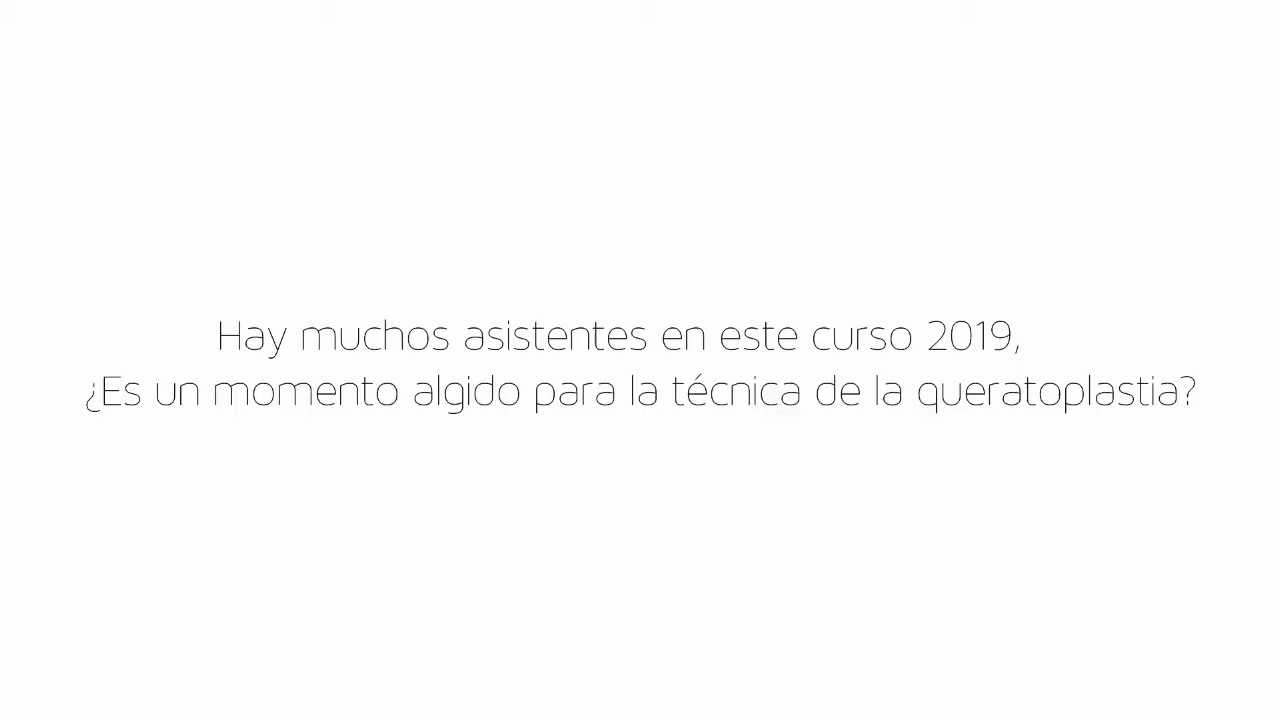 Hay muchos asistentes en este curso 2019,
¿Es un momento algido para la técnica de la queratoplastia?